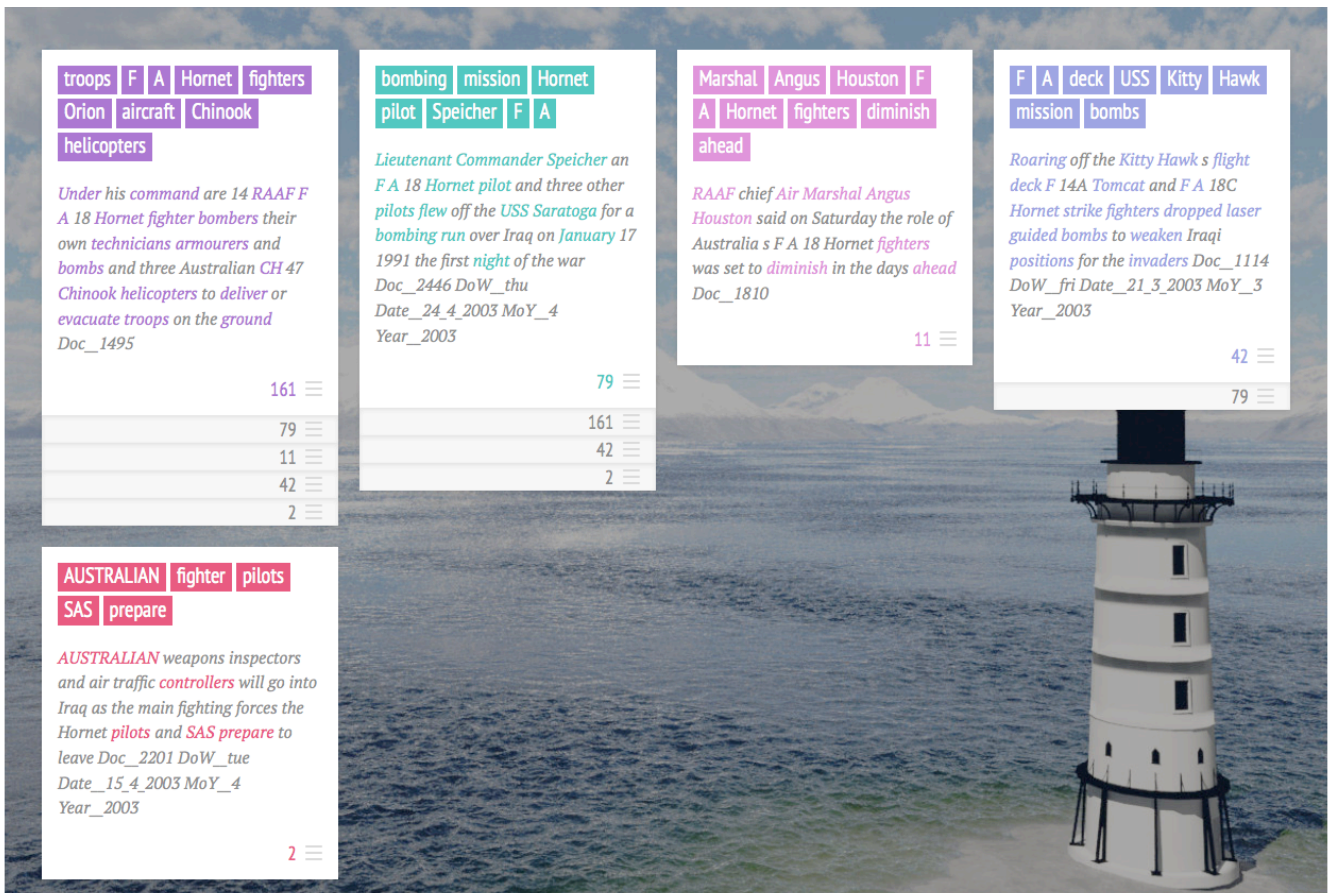 troops F A Hornet fighters
Orion aircraft Chinook
helicopters
Under his command are 14 RAAF F
A 18 Hornet fighter bombers their
own technicians armourers and
bombs and three Australian CH 47
Chinook helicopters to deliver or
evacuate troops on the ground
Doc__1495
161
79
11
42
2
bombing mission Hornet
pilot Speicher F A
Lieutenant Commander Speicher an
F A 18 Hornet pilot and three other
pilots flew off the USS Saratoga for a
bombing run over Iraq on January 17
1991 the first night of the war
Doc__2446 DoW__thu
Date__24_4_2003 MoY__4
Year__2003
79
161
42
2
Marshal Angus Houston F
A Hornet fighters diminish
ahead
RAAF chief Air Marshal Angus
Houston said on Saturday the role of
Australia s F A 18 Hornet fighters
was set to diminish in the days ahead
Doc__1810
11
F A deck USS Kitty Hawk
mission bombs
Roaring off the Kitty Hawk s flight
deck F 14A Tomcat and F A 18C
Hornet strike fighters dropped laser
guided bombs to weaken Iraqi
positions for the invaders Doc__1114
DoW__fri Date__21_3_2003 MoY__3
Year__2003
42
79
AUSTRALIAN fighter pilots
SAS prepare
AUSTRALIAN weapons inspectors
and air traffic controllers will go into
Iraq as the main fighting forces the
Hornet pilots and SAS prepare to
leave Doc__2201 DoW__tue
Date__15_4_2003 MoY__4
Year__2003
2